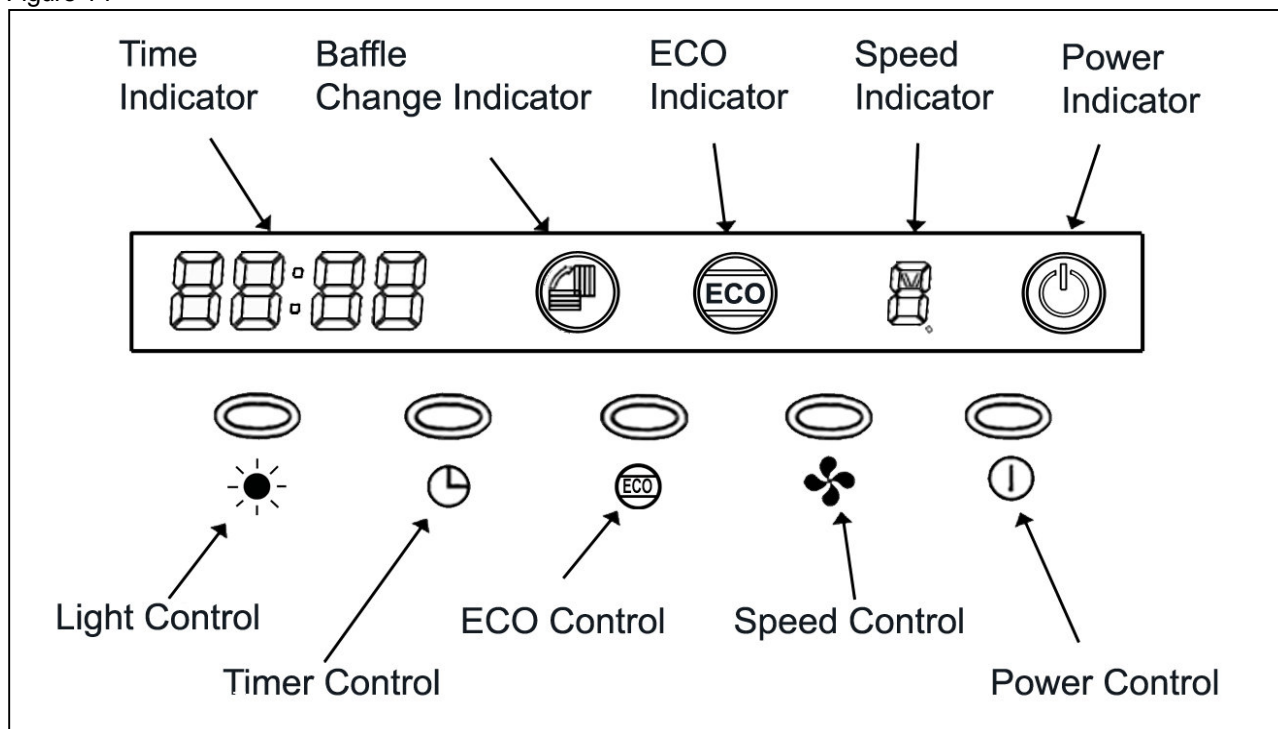 Time
Indicator
Baffle
Change Indicator
ECO
Indicator
Speed
Indicator
Power
Indicator
88:88
ECO
8
ECO
Light Control
Timer Control
ECO Control
Speed Control
Power Control